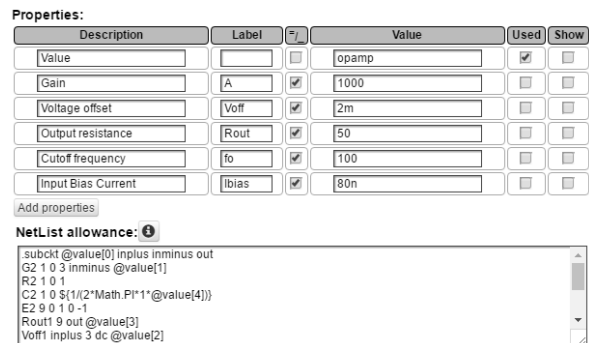 Properties:
Description Label =/_ Value Used Show
Value opamp
Gain A 1000
Voltage offset Voff 2m
Output resistance Rout 50
Cutoff frequency fo 100
Input Bias Current Ibias 80n
Add properties
NetList allowance:
.subckt @value[0] inplus inminus out
G2 1 0 3 inminus @value[1]
R2 1 0 1
C2 1 0 ${1/(2*Math.PI*1*@value[4])}
E2 9 0 1 0 -1
Rout1 9 out @value[3]
Voff1 inplus 3 dc @value[2]